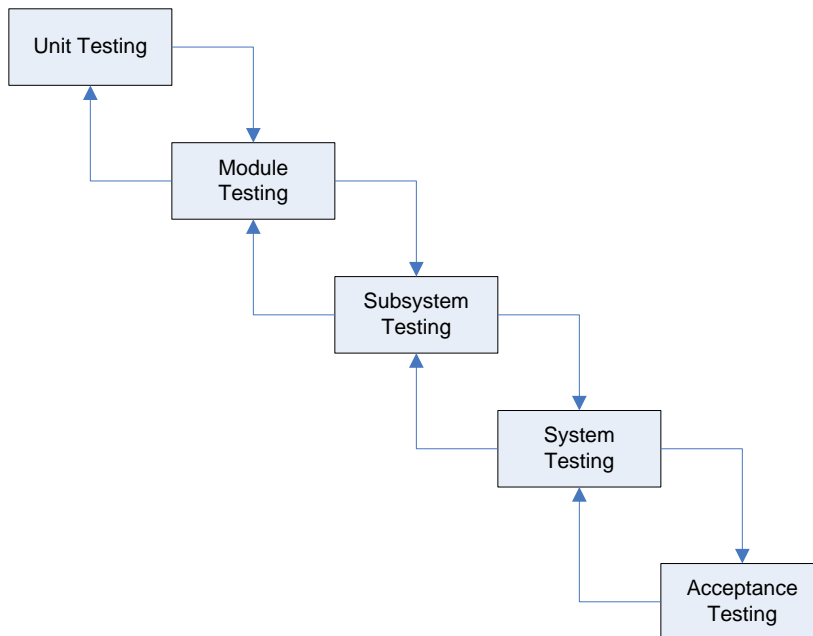 Unit Testing
Module
Testing
Subsystem
Testing
System
Testing
Acceptance
Testing